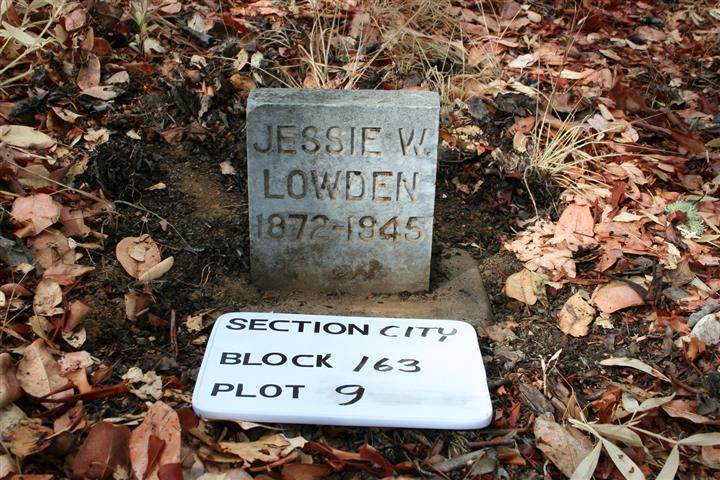 JESSIE W.
LOWDEN
1872-1945
SECTION CITY
BLOCK 163
PLOT 9